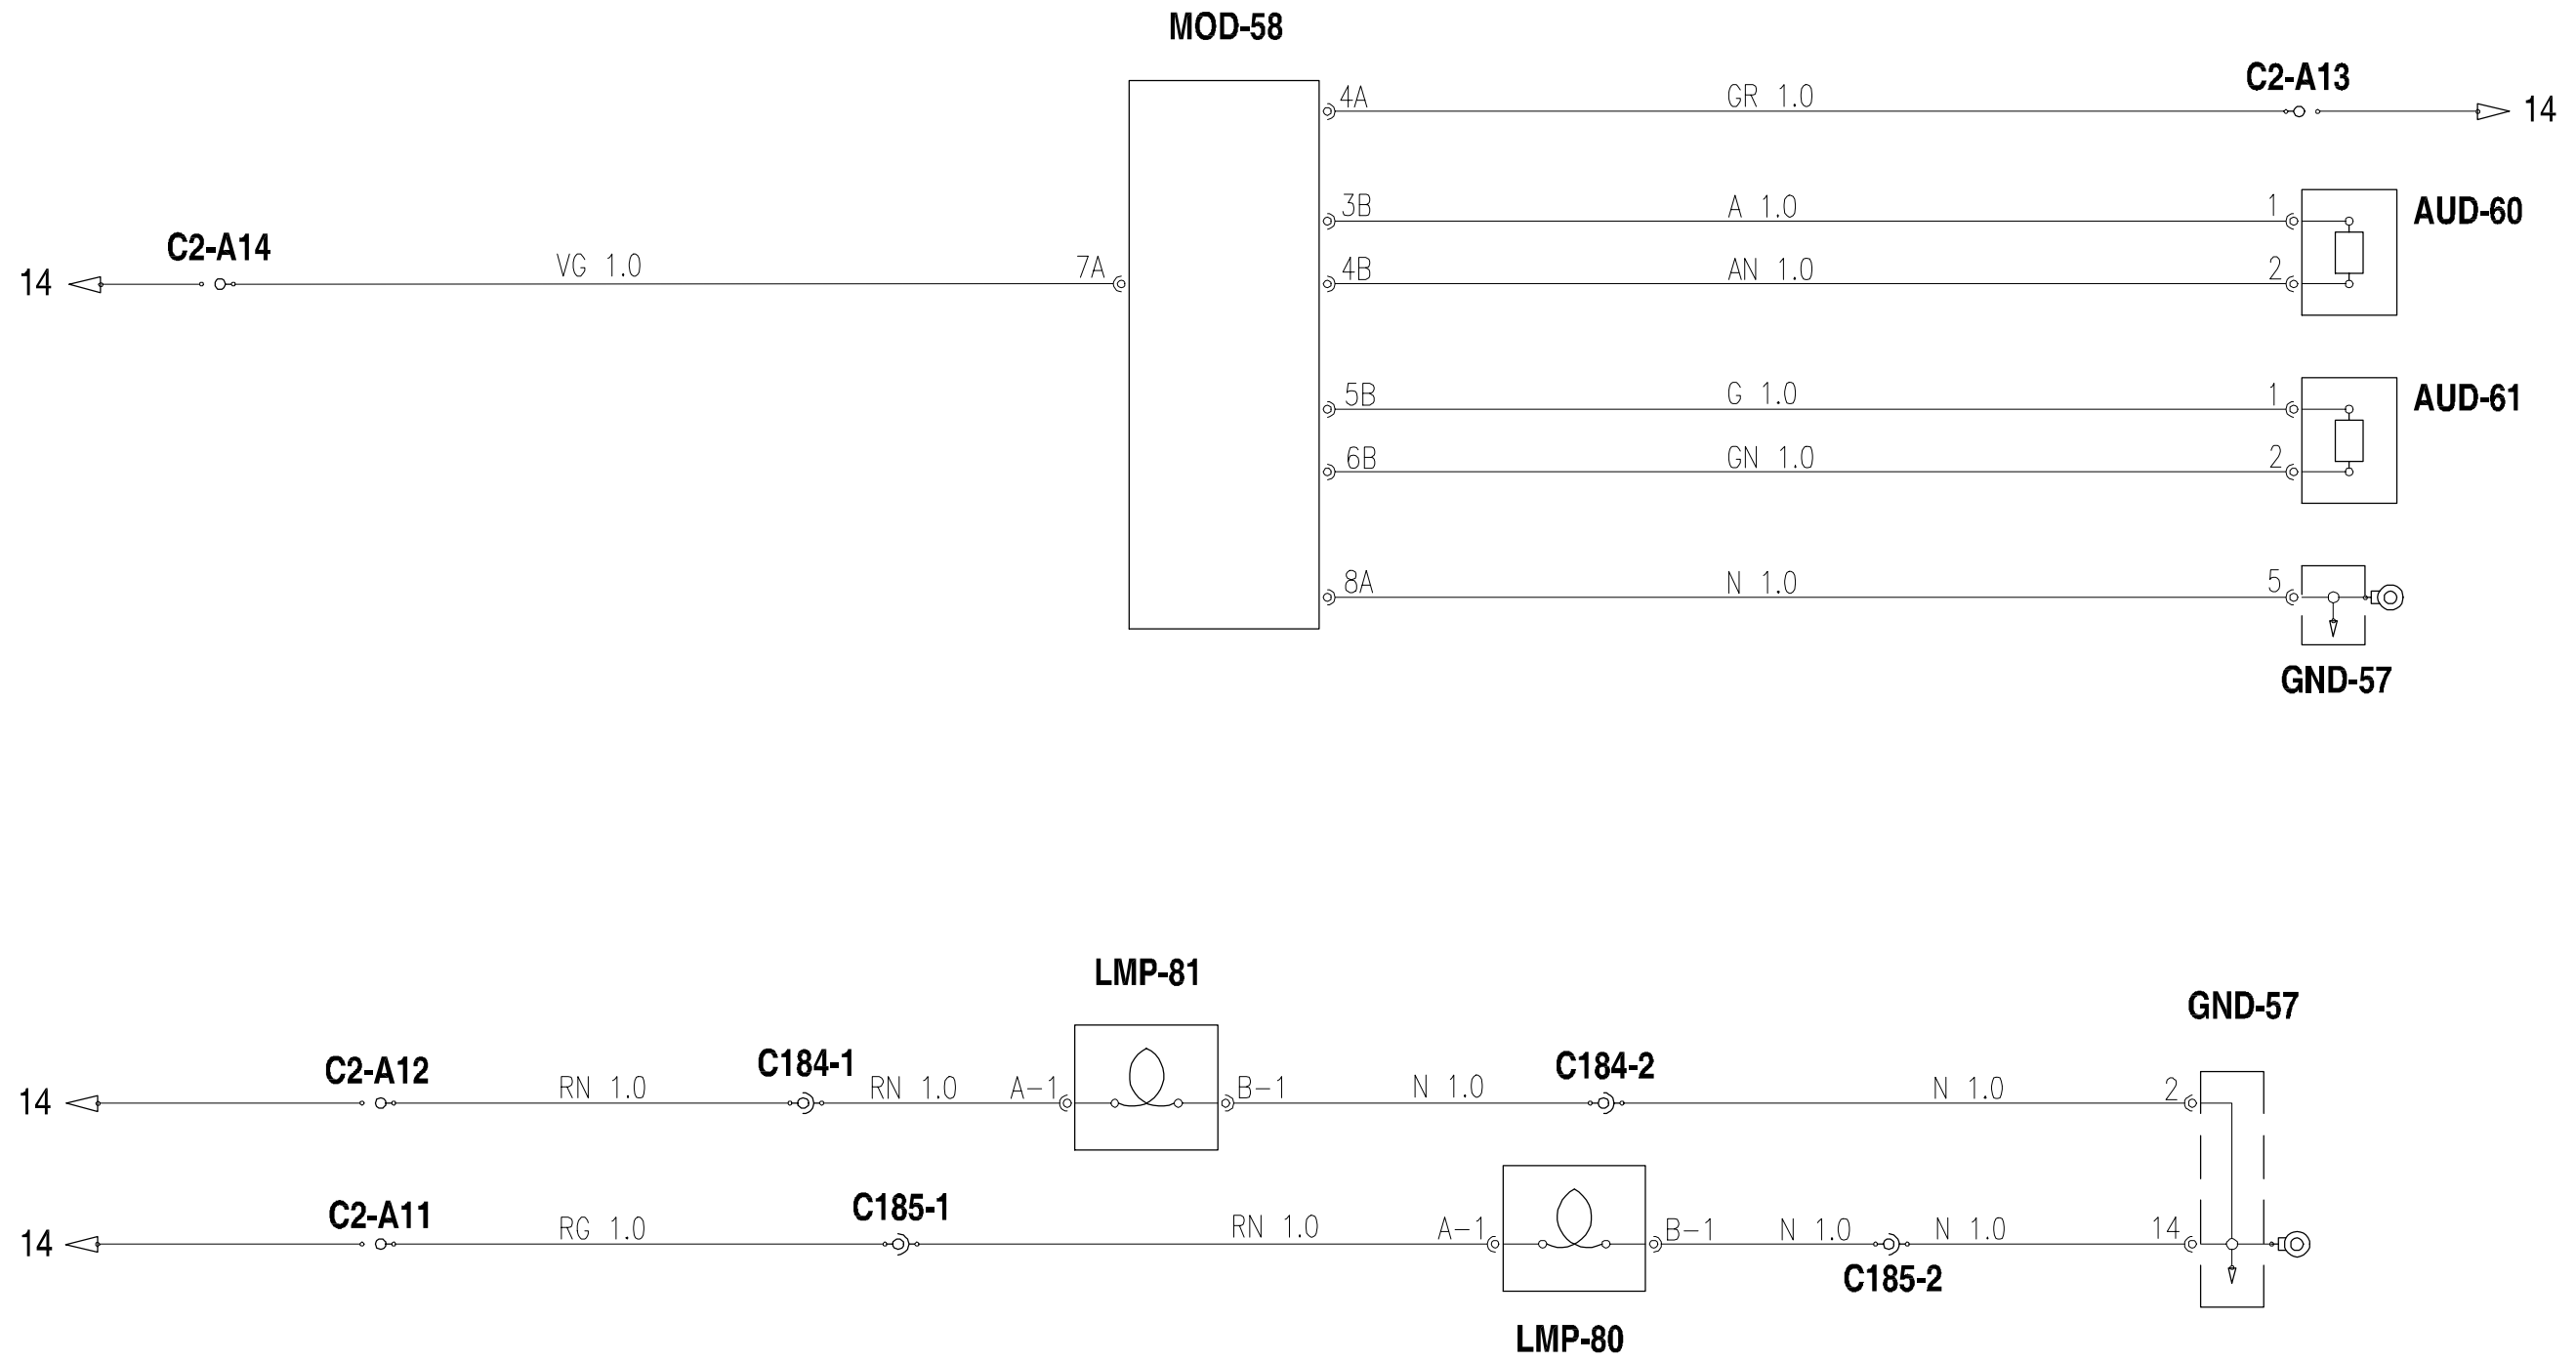 MOD-58
4A GR 1.0 C2-A13 14
3B A 1.0 1 AUD-60
14 C2-A14 VG 1.0 7A 4B AN 1.0 2
5B G 1.0 1 AUD-61
6B GN 1.0 2
8A N 1.0 5
GND-57
LMP-81
GND-57
14 C2-A12 RN 1.0 C184-1 RN 1.0 A-1 B-1 N 1.0 C184-2 N 1.0 2
14 C2-A11 RG 1.0 C185-1 RN 1.0 A-1 B-1 N 1.0 N 1.0 14
C185-2
LMP-80